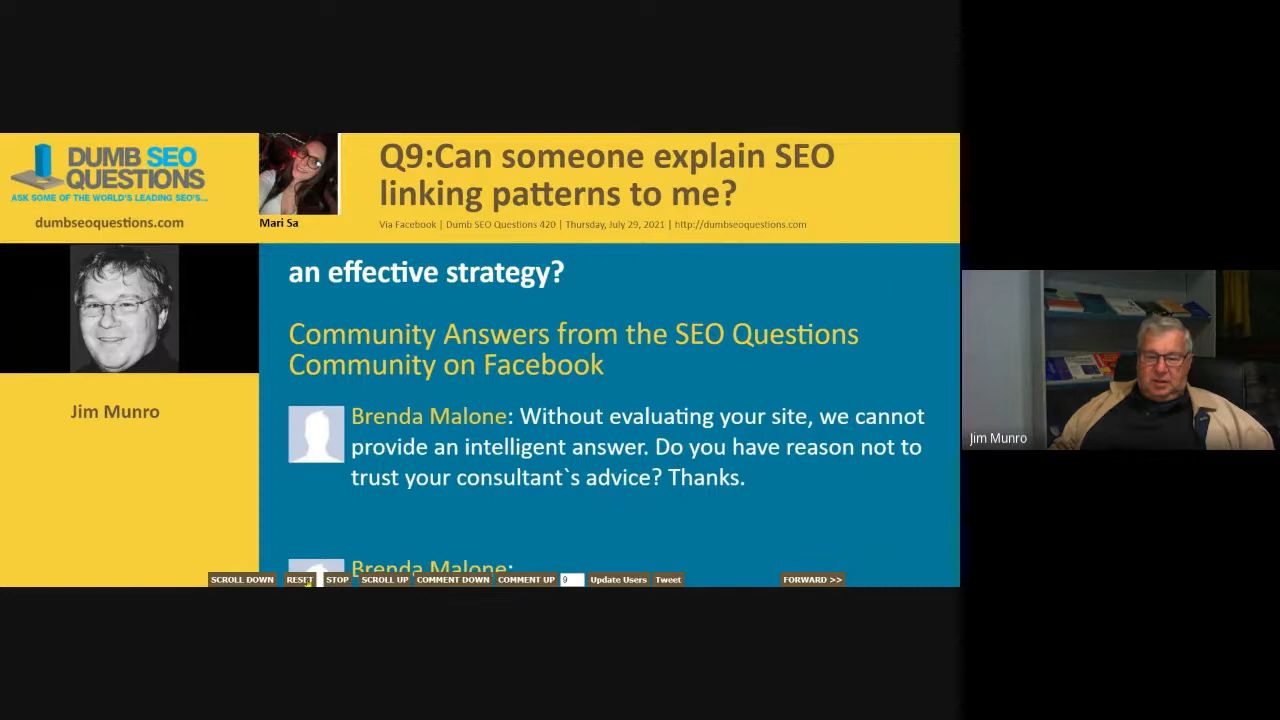 DUMB SEO
QUESTIONS
ASK SOME OF THE WORLD'S LEADING SEO'S...
dumbseoquestions.com
Mari Sa
Q9:Can someone explain SEO
linking patterns to me?
Via Facebook | Dumb SEO Questions 420 | Thursday, July 29, 2021 | http://dumbseoquestions.com
Jim Munro
an effective strategy?
Community Answers from the SEO Questions
Community on Facebook
Brenda Malone: Without evaluating your site, we cannot
provide an intelligent answer. Do you have reason not to
trust your consultant`s advice? Thanks.
Brenda Malone:
SCROLL DOWN RESET STOP SCROLL UP COMMENT DOWN COMMENT UP 9 Update Users Tweet FORWARD >>
Jim Munro